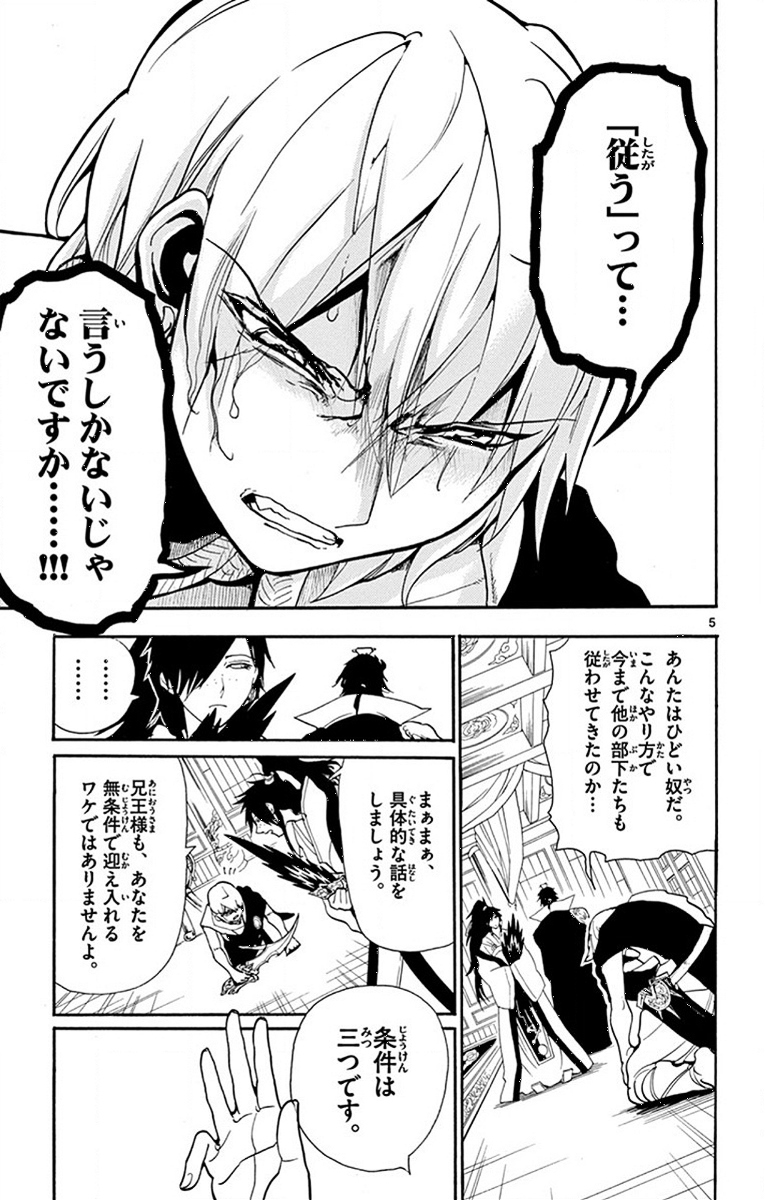 「従う」って…
言うしかないじゃ
ないですか……!!!
5
あんたはひどい奴だ。
こんなやり方で
今まで他の部下たちも
従わせてきたのか…
……
……
まぁまぁ、
具体的な話を
しましょう。
兄王様も、あなたを
無条件で迎え入れる
ワケではありませんよ。
条件は
三つです。